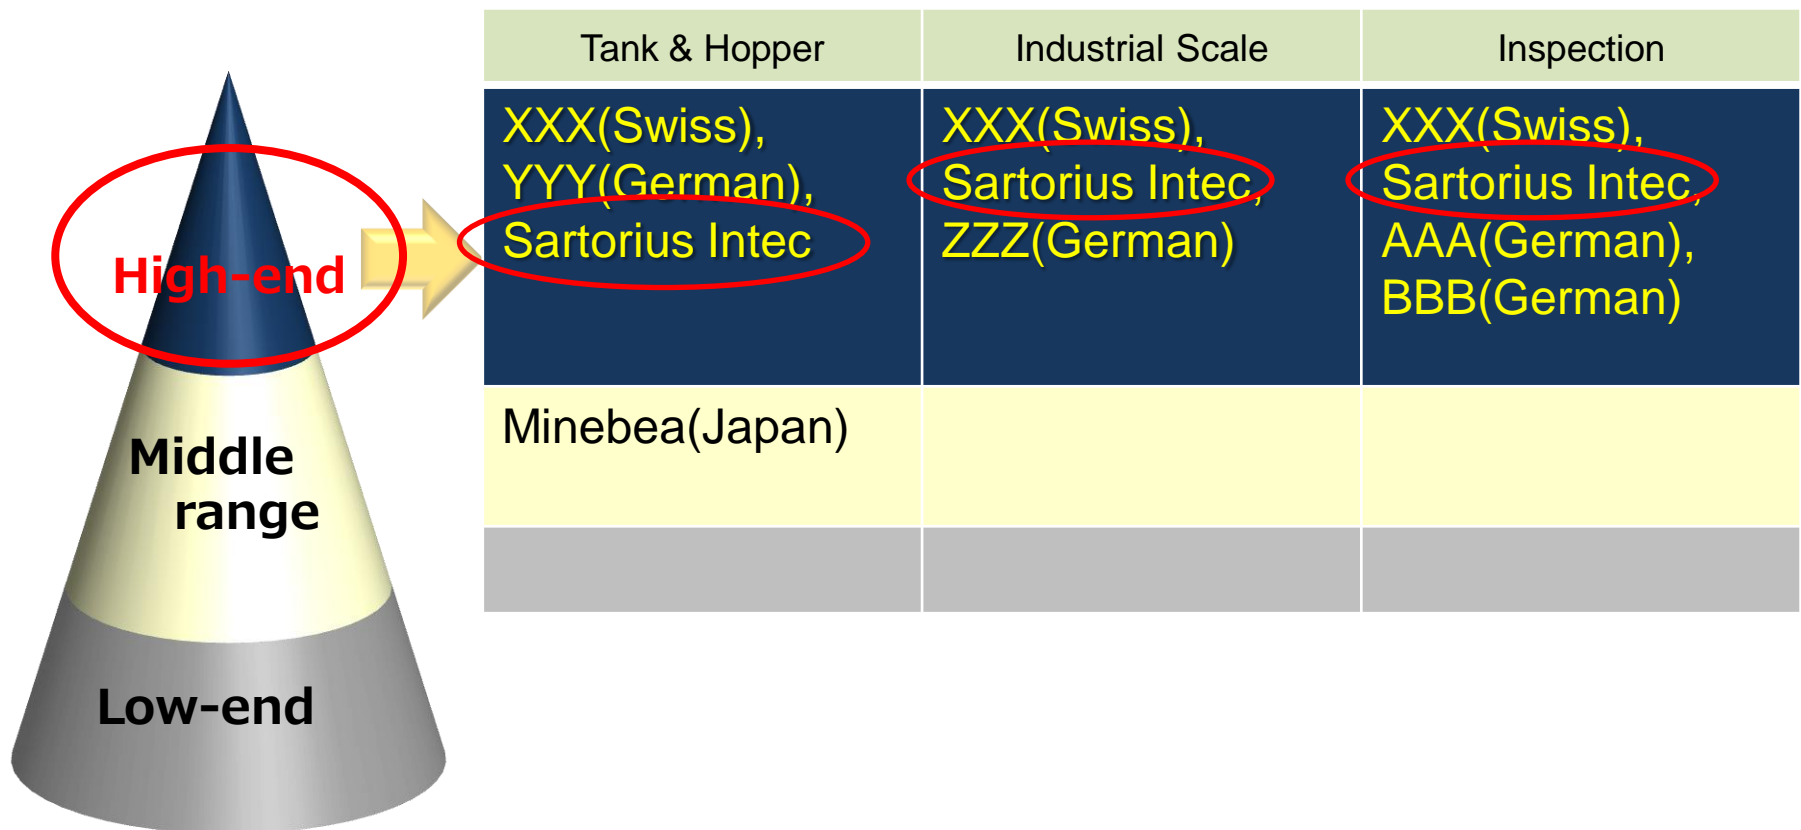 Tank & Hopper
Industrial Scale
Inspection
High-end
XXX(Swiss),
YYY(German),
Sartorius Intec
XXX(Swiss),
Sartorius Intec,
ZZZ(German)
XXX(Swiss),
Sartorius Intec,
AAA(German),
BBB(German)
Middle
range
Minebea(Japan)
Low-end